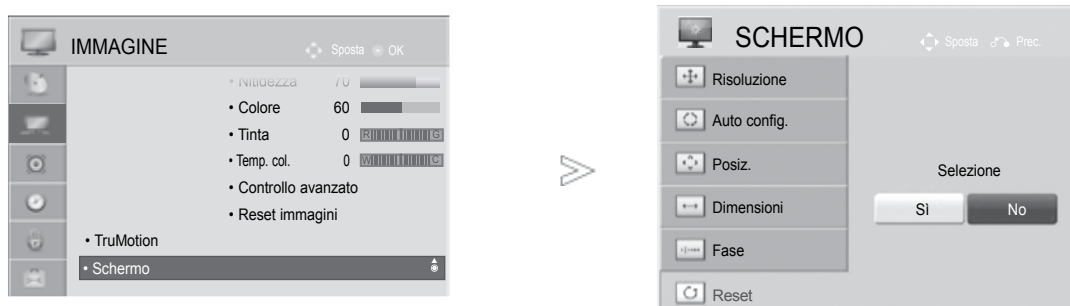 IMMAGINE
Sposta OK
• Nitidezza 70
• Colore 60
• Tinta 0 R G
• Temp. col. 0 W C
• Controllo avanzato
• Reset immagini
• TruMotion
• Schermo
SCHERMO
Sposta Prec.
Risoluzione
Auto config.
Posiz.
Dimensioni
Fase
Reset
Selezione
Sì No